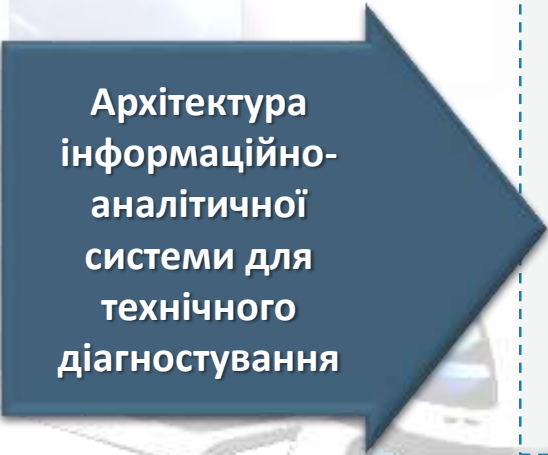 Архітектура
інформаційно-
аналітичної
системи для
технічного
діагностування